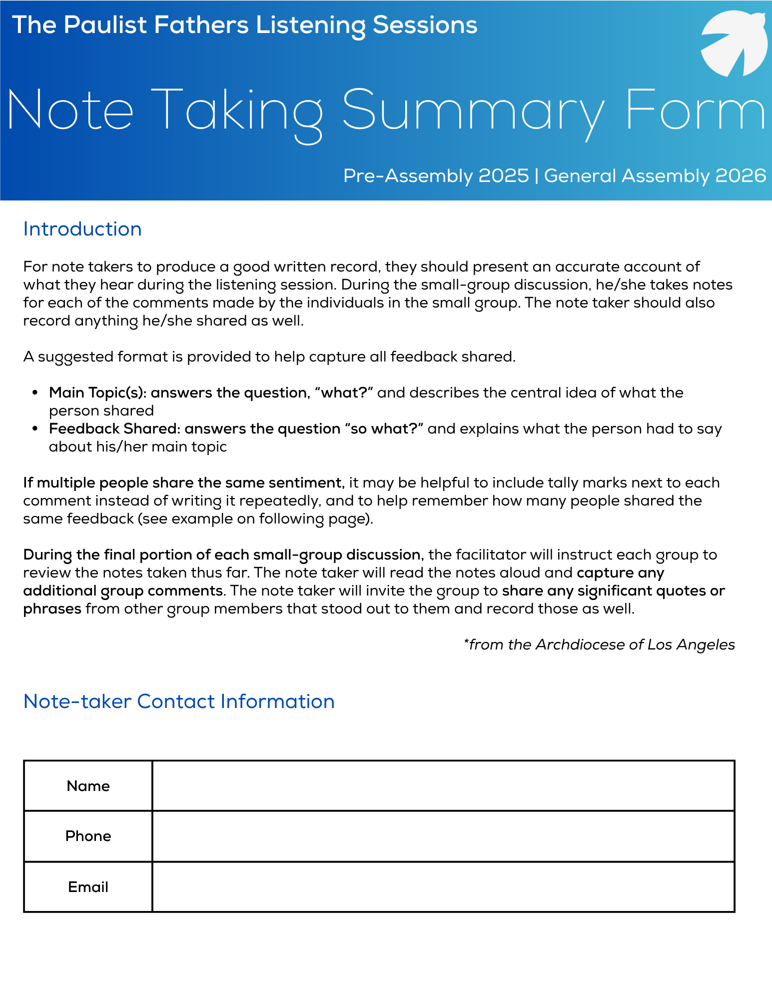 The Paulist Fathers Listening Sessions
Note Taking Summary Form
Pre-Assembly 2025 | General Assembly 2026
Introduction
For note takers to produce a good written record, they should present an accurate account of
what they hear during the listening session. During the small-group discussion, he/she takes notes
for each of the comments made by the individuals in the small group. The note taker should also
record anything he/she shared as well.
A suggested format is provided to help capture all feedback shared.
• Main Topic(s): answers the question, “what?” and describes the central idea of what the
person shared
• Feedback Shared: answers the question “so what?” and explains what the person had to say
about his/her main topic
If multiple people share the same sentiment, it may be helpful to include tally marks next to each
comment instead of writing it repeatedly, and to help remember how many people shared the
same feedback (see example on following page).
During the final portion of each small-group discussion, the facilitator will instruct each group to
review the notes taken thus far. The note taker will read the notes aloud and capture any
additional group comments. The note taker will invite the group to share any significant quotes or
phrases from other group members that stood out to them and record those as well.
*from the Archdiocese of Los Angeles
Note-taker Contact Information
Name
Phone
Email